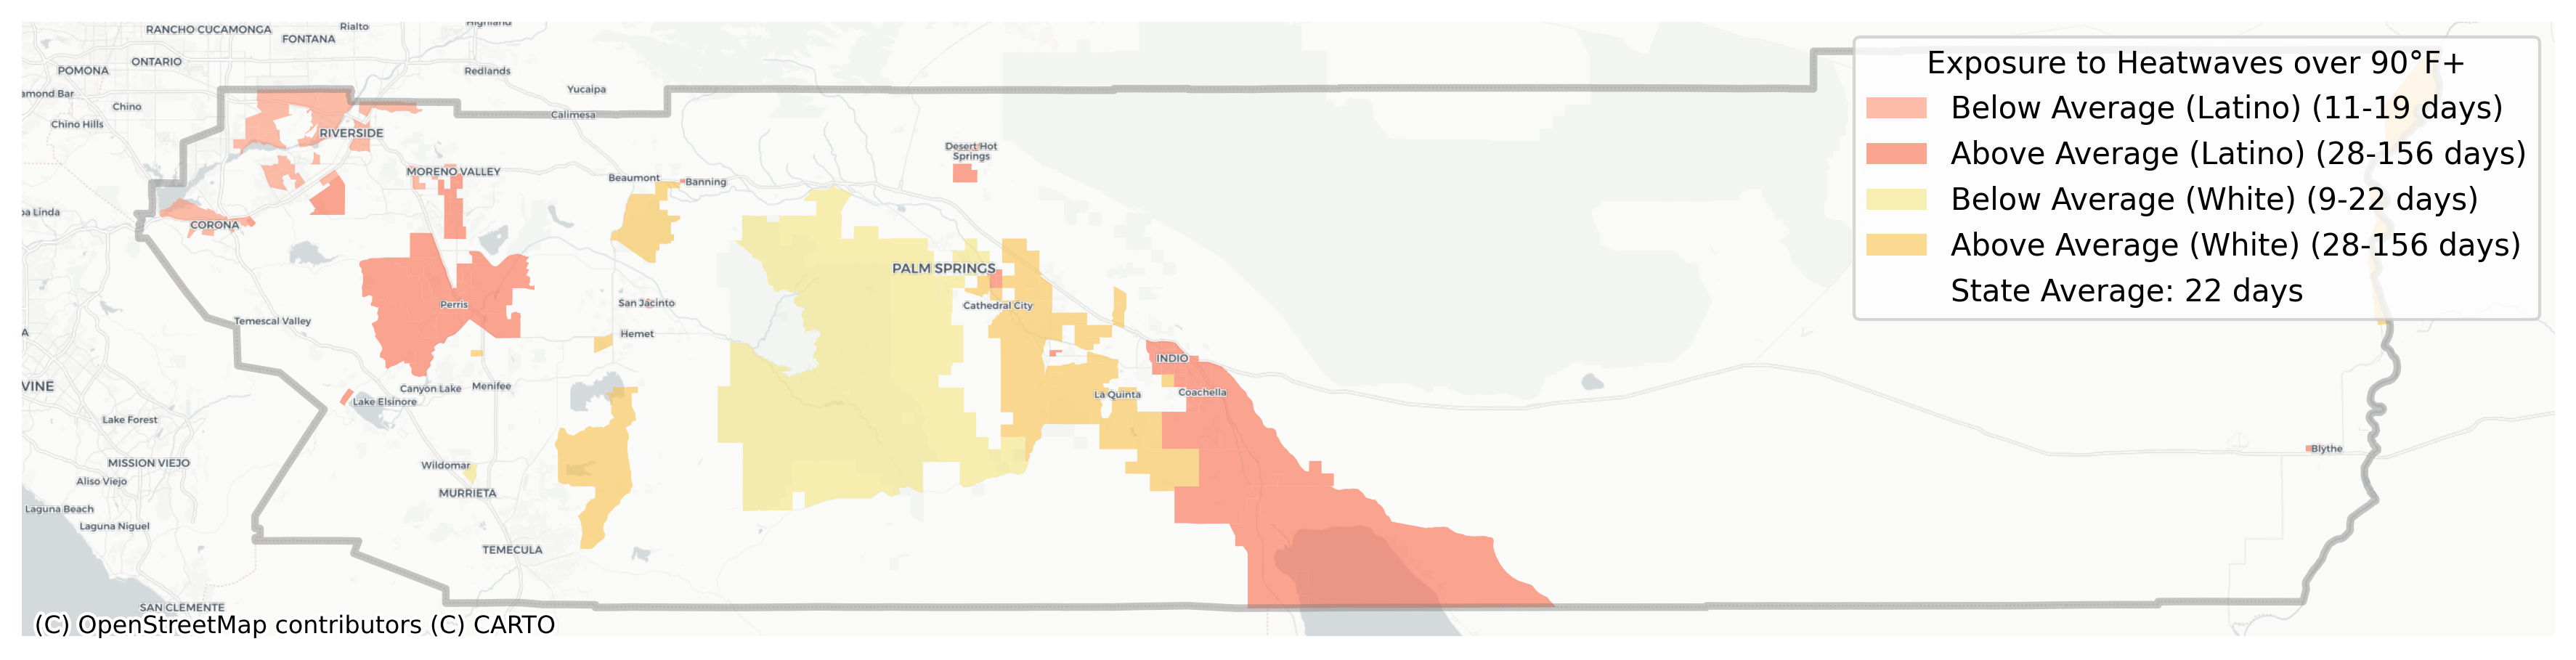 RANCHO CUCAMONGA
Rialto
Highland
FONTANA
ONTARIO
POMONA
Redlands
Yucaipa
amond Bar
Chino
Chino Hills
Calimesa
RIVERSIDE
Desert Hot
Springs
MORENO VALLEY
Beaumont
Banning
ba Linda
CORONA
PALM SPRINGS
San Jacinto
Perris
Cathedral City
Temescal Valley
A
Hemet
INDIO
VINE
Canyon Lake
Menifee
La Quinta
Coachella
Lake Elsinore
Lake Forest
Blythe
MISSION VIEJO
Wildomar
Aliso Viejo
MURRIETA
Laguna Beach
Laguna Niguel
TEMECULA
SAN CLEMENTE
(C) OpenStreetMap contributors (C) CARTO
Exposure to Heatwaves over 90°F+
Below Average (Latino) (11-19 days)
Above Average (Latino) (28-156 days)
Below Average (White) (9-22 days)
Above Average (White) (28-156 days)
State Average: 22 days